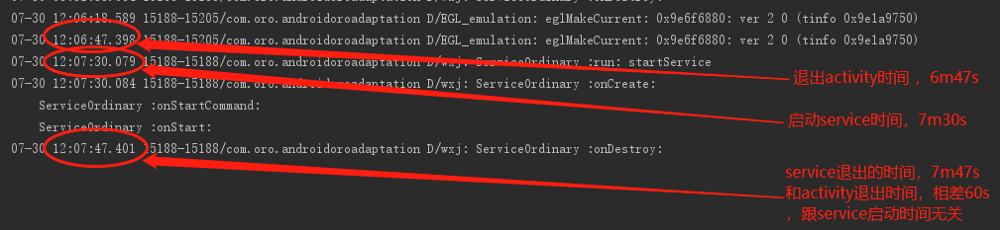 07-30 12:06:18.589 15188-15205/com.oro.androidoroadaptation D/EGL_emulation: eglMakeCurrent: 0x9e6f6880: ver 2 0 (tinfo 0x9e1a9750)
07-30 12:06:47.398 15188-15205/com.oro.androidoroadaptation D/EGL_emulation: eglMakeCurrent: 0x9e6f6880: ver 2 0 (tinfo 0x9e1a9750)
07-30 12:07:30.079 15188-15188/com.oro.androidoroadaptation D/wxj: ServiceOrdinary :run: startService
退出activity时间 ，6m47s
07-30 12:07:30.084 15188-15188/com.oro.androidoroadaptation D/wxj: ServiceOrdinary :onCreate:
ServiceOrdinary :onStartCommand:
启动service时间，7m30s
ServiceOrdinary :onStart:
07-30 12:07:47.401 15188-15188/com.oro.androidoroadaptation D/wxj: ServiceOrdinary :onDestroy:
service退出的时间，7m47s
和activity退出时间，相差60s
，跟service启动时间无关